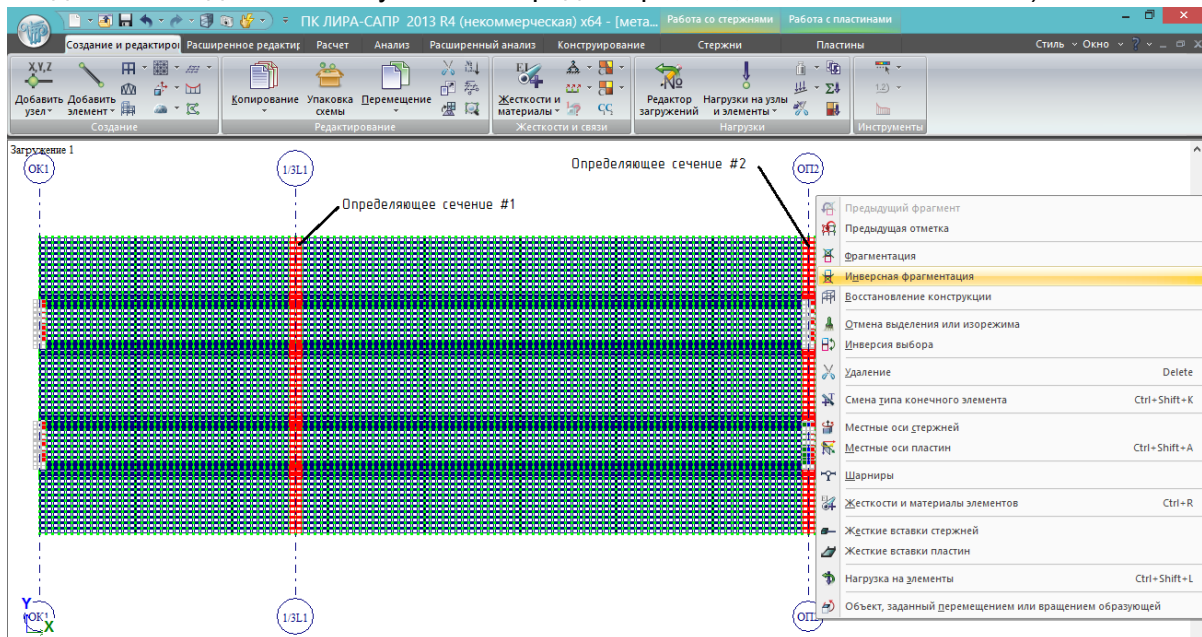 ПК ЛИРА-САПР 2013 R4 (некоммерческая) x64 - [мета...
Работа со стержнями
Работа с пластинами
Создание и редактиро
Расширенное редактир
Расчет
Анализ
Расширенный анализ
Конструирование
Стержни
Пластины
Стиль
Окно
X,Y,Z
Добавить узел
Добавить элемент
Копирование
Упаковка схемы
Перемещение
Жесткости и материалы
Редактор загружений
Нагрузки на узлы и элементы
Создание
Редактирование
Жесткости и связи
Нагрузки
Инструменты
Загружение 1
ОК1
1/3L1
Определяющее сечение #2
ОП2
Определяющее сечение #1
Предыдущий фрагмент
Предыдущая отметка
Фрагментация
Инверсная фрагментация
Восстановление конструкции
Отмена выделения или изорежима
Инверсия выбора
Удаление Delete
Смена типа конечного элемента Ctrl+Shift+K
Местные оси стержней
Местные оси пластин Ctrl+Shift+A
Шарниры
Жесткости и материалы элементов Ctrl+R
Жесткие вставки стержней
Жесткие вставки пластин
Нагрузка на элементы Ctrl+Shift+L
Объект, заданный перемещением или вращением образующей
Y
ОК1
X
1/3L1